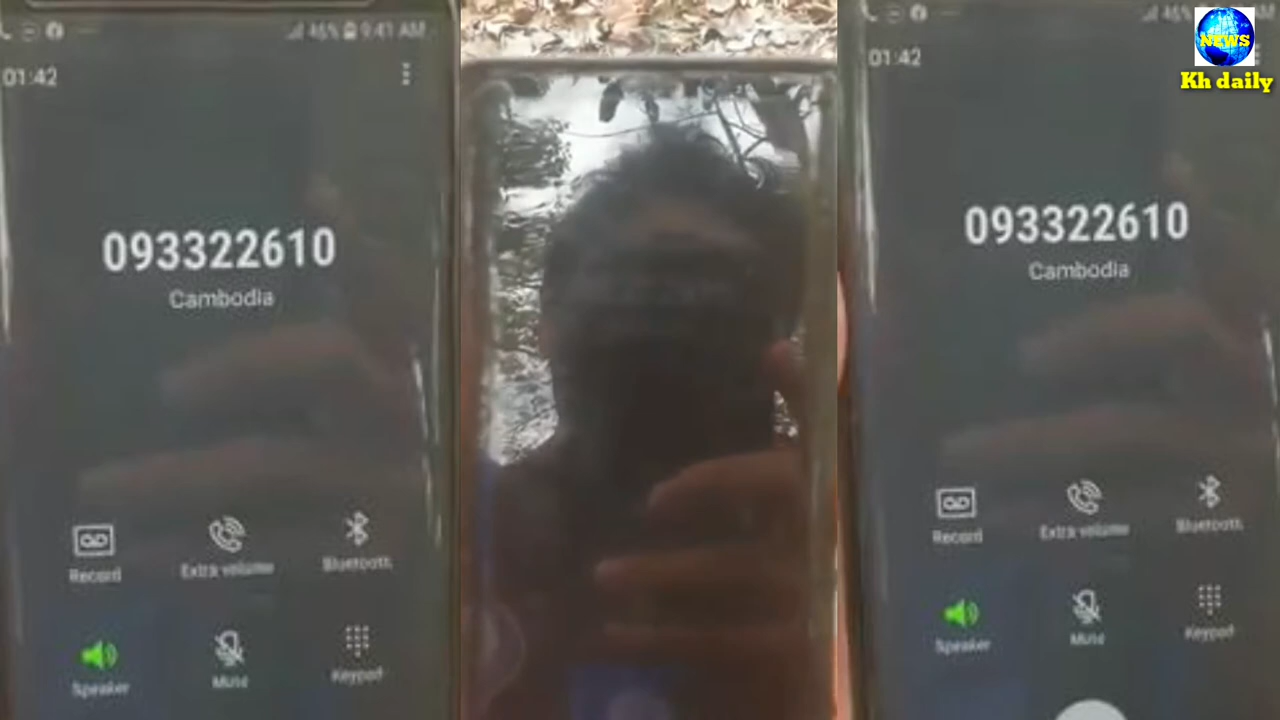 46% 9:41 AM
01:42
093322610
Cambodia
Record
Extra volume
Bluetooth
Speaker
Mute
Keypad
46%
01:42
093322610
Cambodia
Record
Extra volume
Bluetooth
Speaker
Mute
Keypad
NEWS
Kh daily